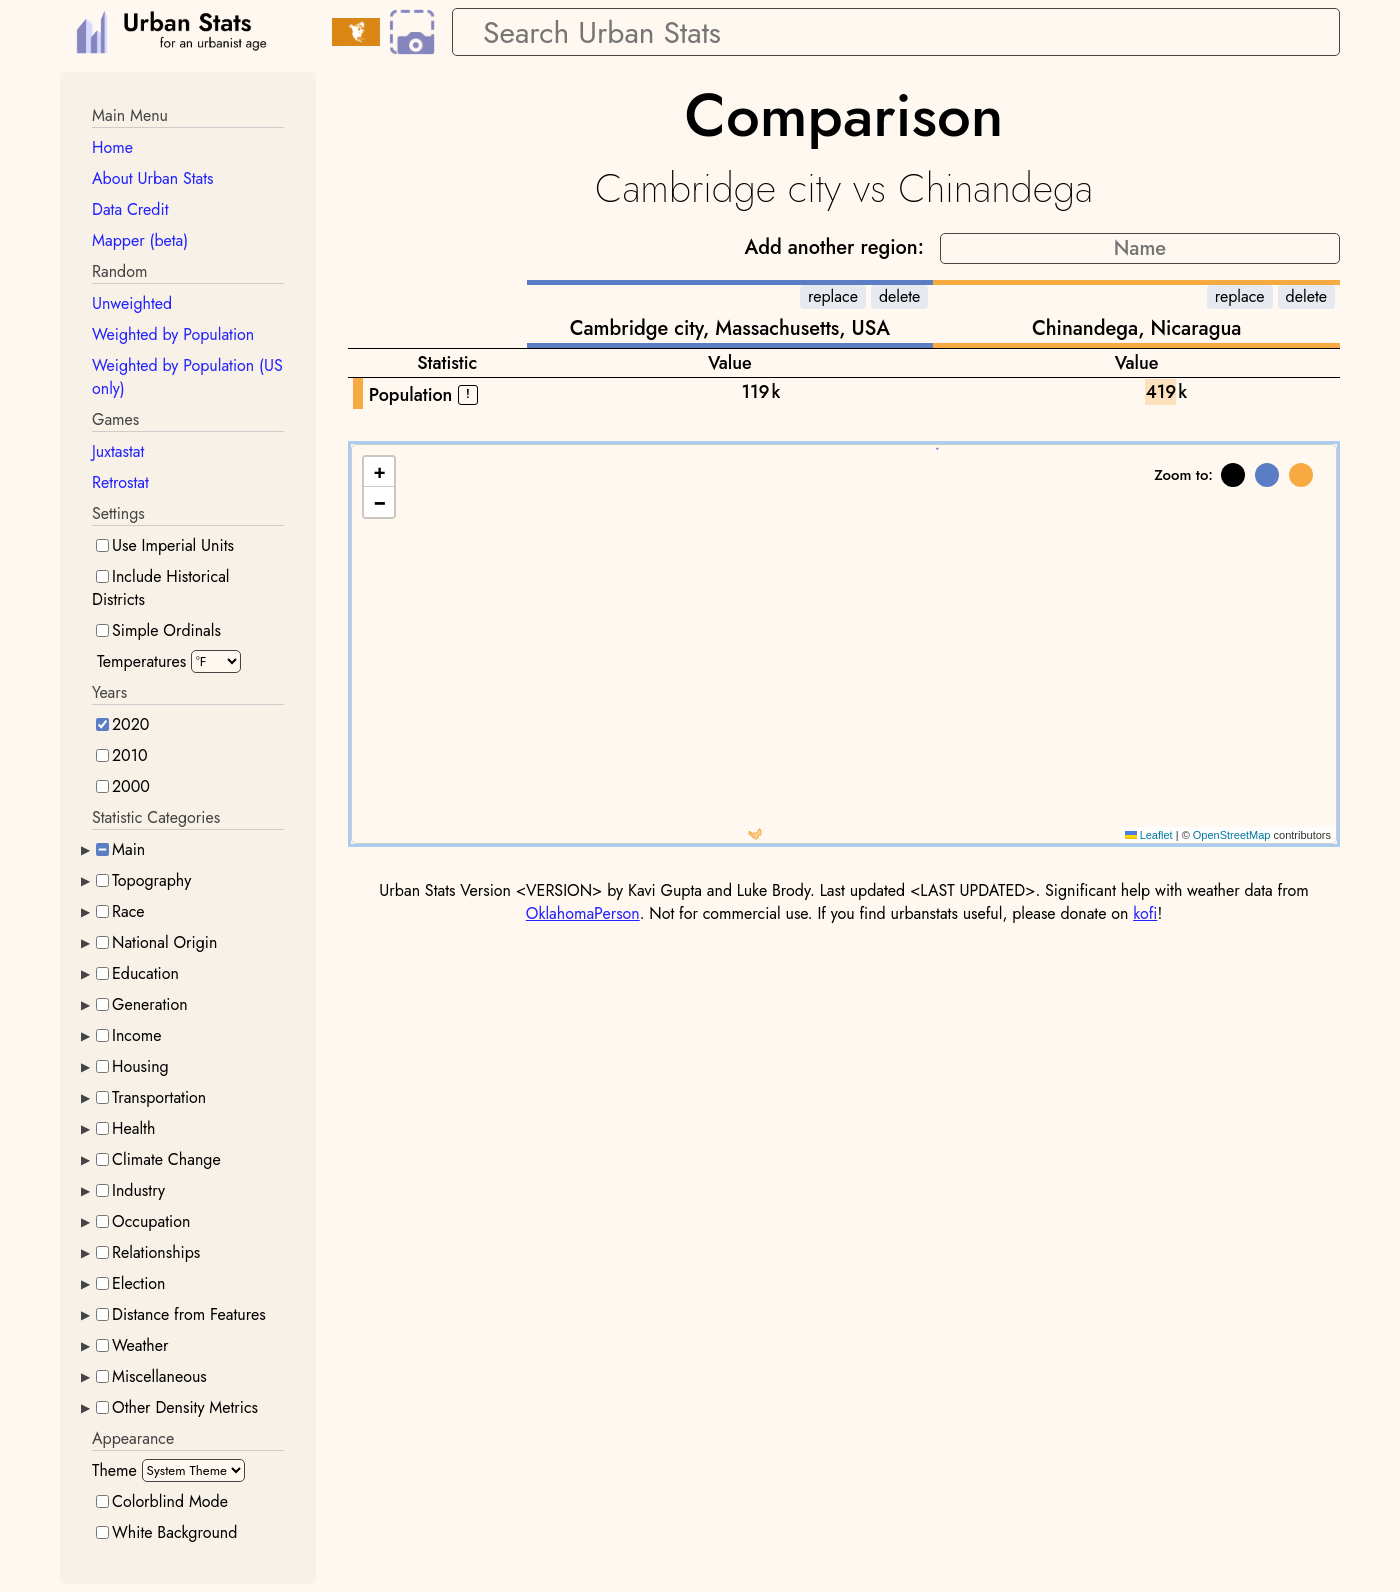 Urban Stats
for an urbanist age
Search Urban Stats
Main Menu
Home
About Urban Stats
Data Credit
Mapper (beta)
Random
Unweighted
Weighted by Population
Weighted by Population (US
only)
Games
Juxtastat
Retrostat
Settings
Use Imperial Units
Include Historical
Districts
Simple Ordinals
Temperatures °F
Years
2020
2010
2000
Statistic Categories
Main
Topography
Race
National Origin
Education
Generation
Income
Housing
Transportation
Health
Climate Change
Industry
Occupation
Relationships
Election
Distance from Features
Weather
Miscellaneous
Other Density Metrics
Appearance
Theme System Theme
Colorblind Mode
White Background
Comparison
Cambridge city vs Chinandega
Add another region: Name
replace delete replace delete
Cambridge city, Massachusetts, USA Chinandega, Nicaragua
Statistic Value Value
Population ! 119k 419k
+
−
Zoom to:
Leaflet | © OpenStreetMap contributors
Urban Stats Version <VERSION> by Kavi Gupta and Luke Brody. Last updated <LAST UPDATED>. Significant help with weather data from
OklahomaPerson. Not for commercial use. If you find urbanstats useful, please donate on kofi!